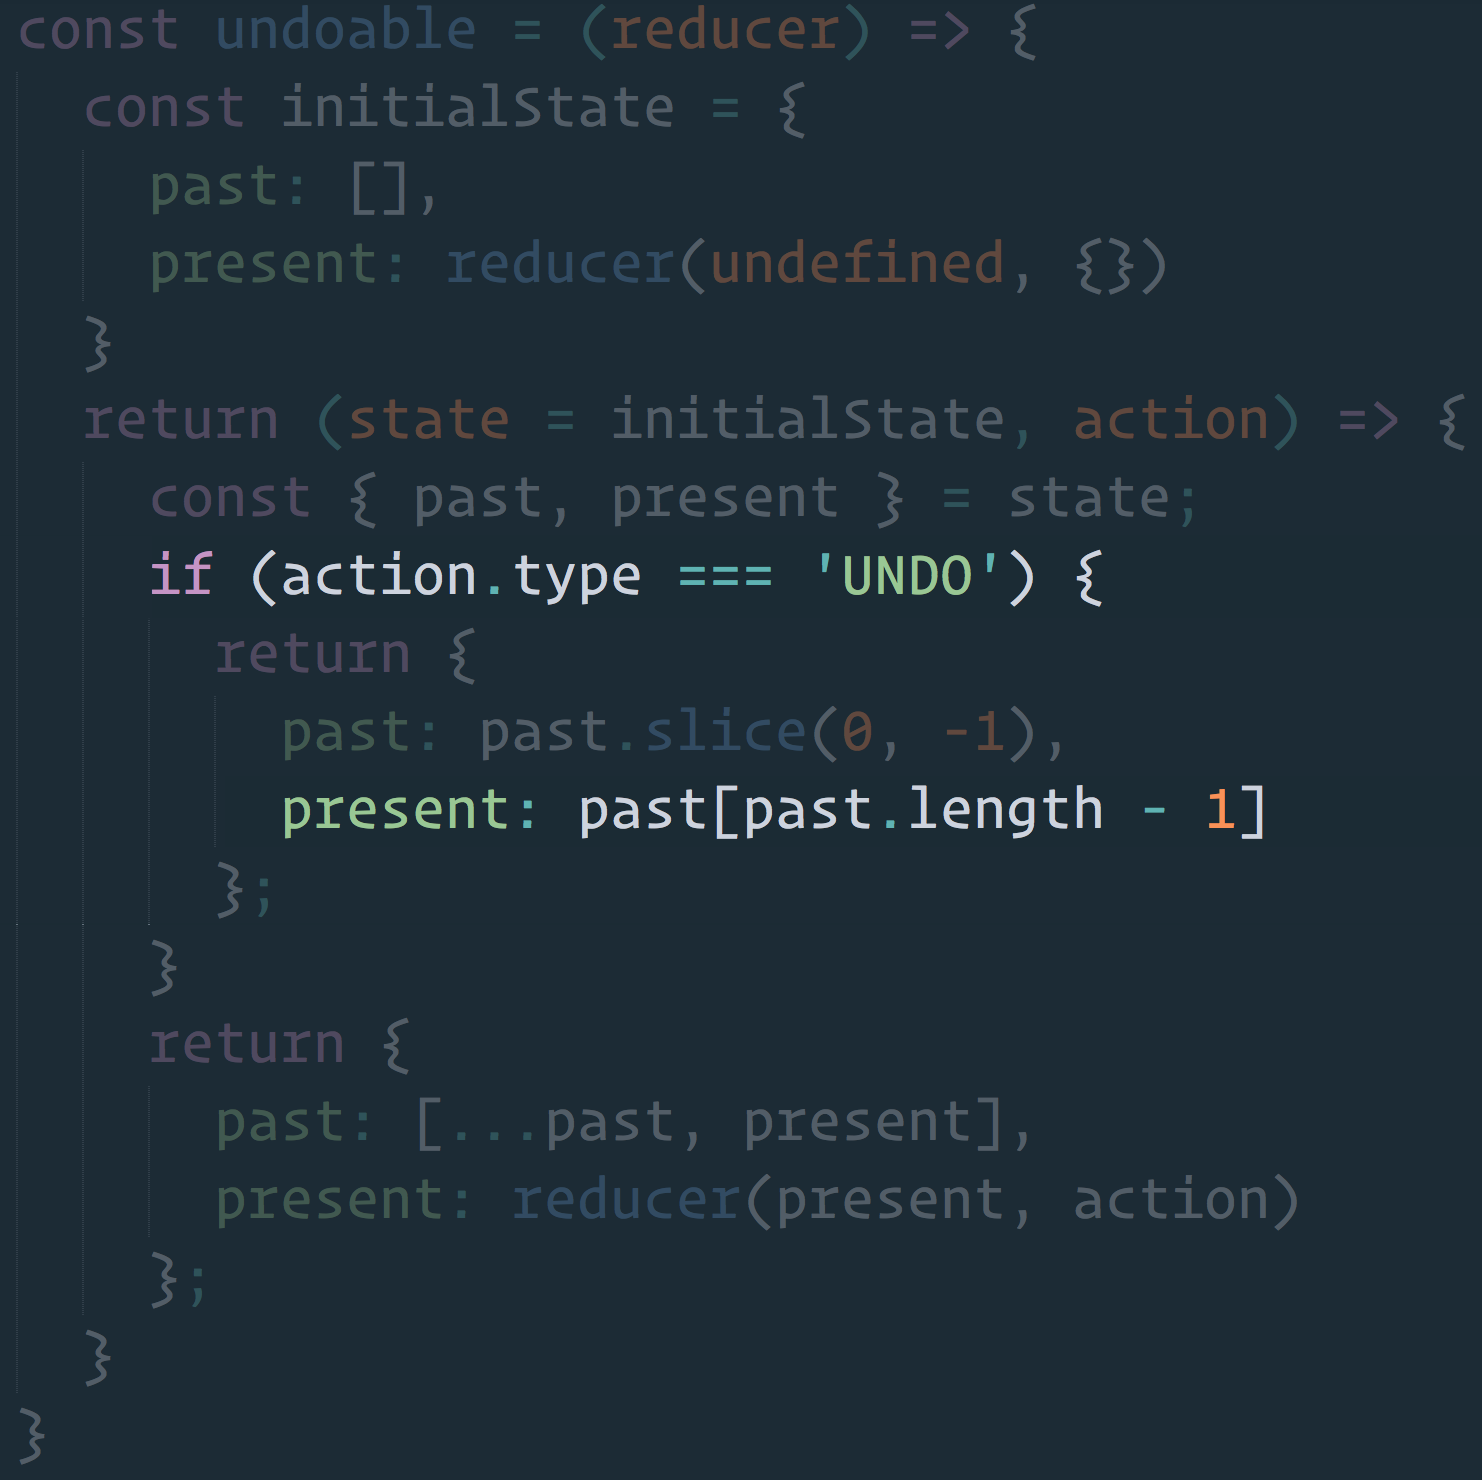 const undoable = (reducer) => {
  const initialState = {
    past: [],
    present: reducer(undefined, {})
  }
  return (state = initialState, action) => {
    const { past, present } = state;
    if (action.type === 'UNDO') {
      return {
        past: past.slice(0, -1),
        present: past[past.length - 1]
      };
    }
    return {
      past: [...past, present],
      present: reducer(present, action)
    };
  }
}